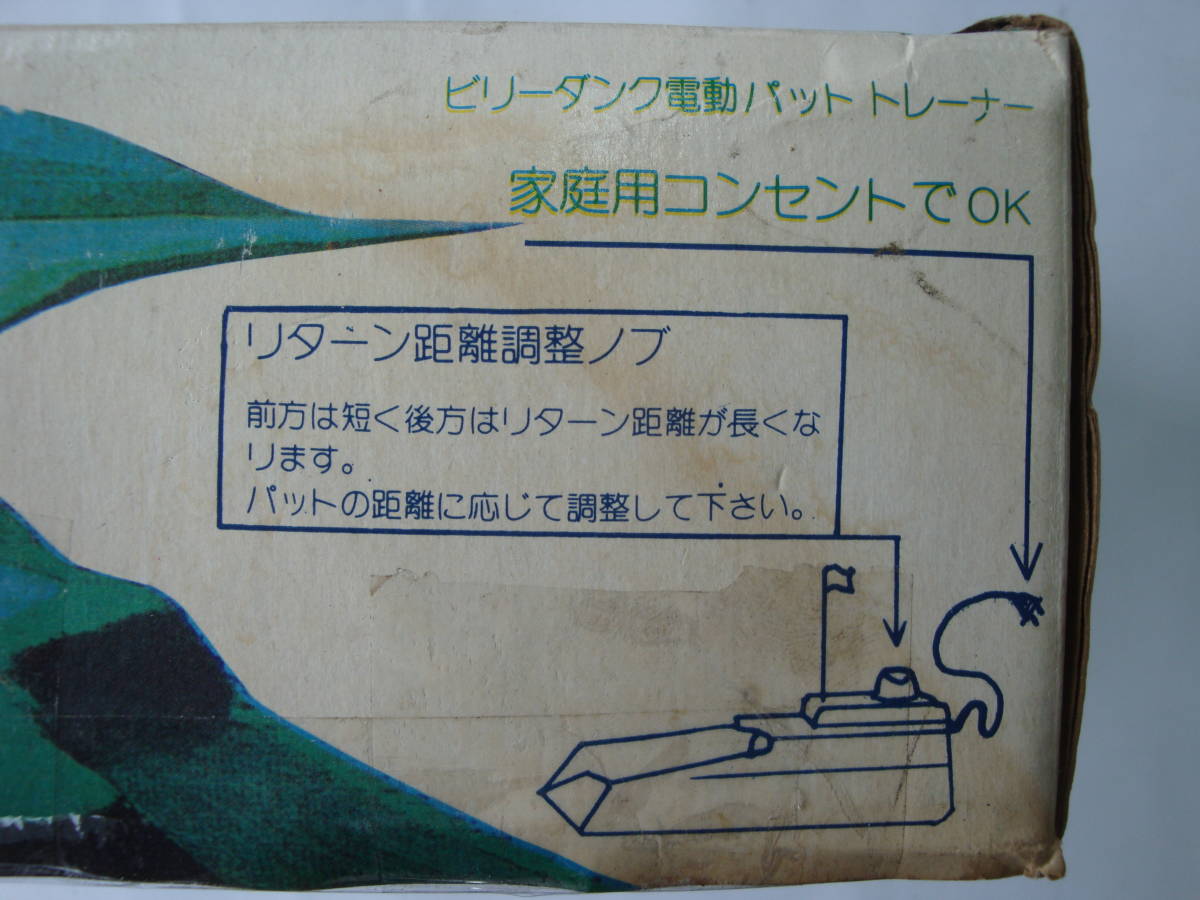 ビリーダンク電動パット トレーナー
家庭用コンセントでOK
リターン距離調整ノブ
前方は短く後方はリターン距離が長くな
ります。
パットの距離に応じて調整して下さい。